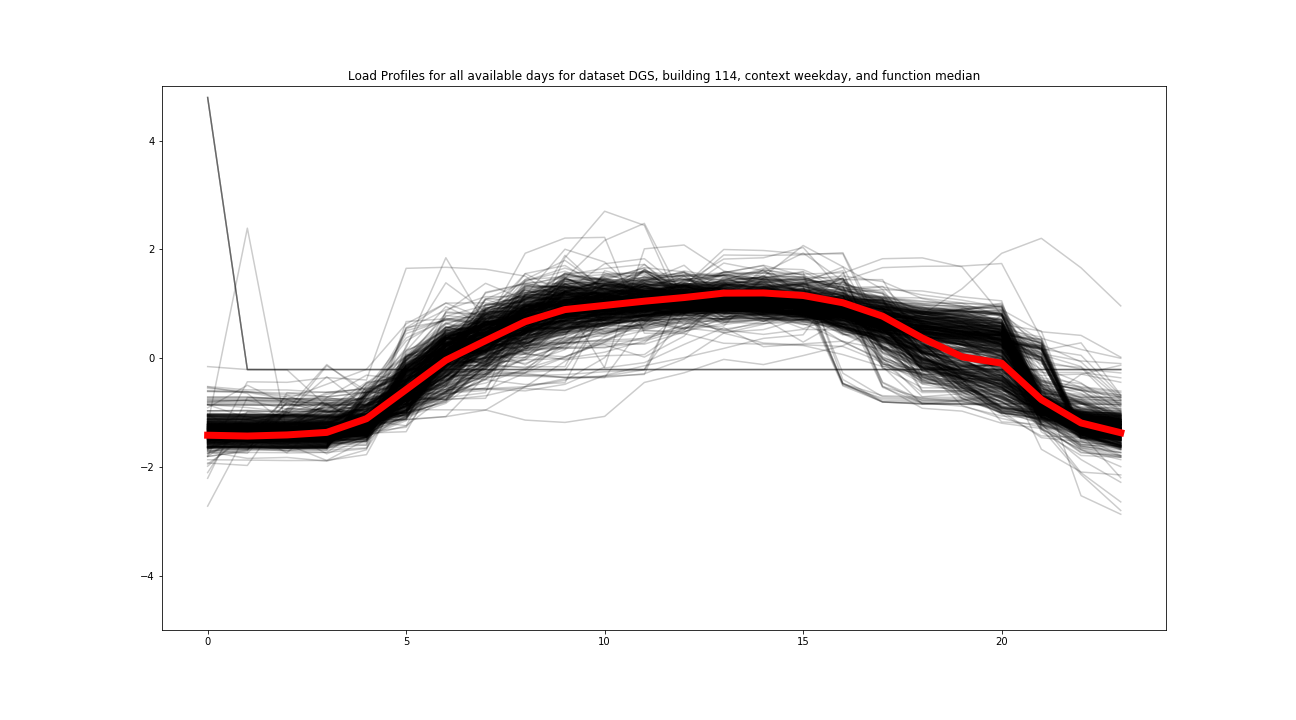 Load Profiles for all available days for dataset DGS, building 114, context weekday, and function median
4
2
0
−2
−4
0 5 10 15 20